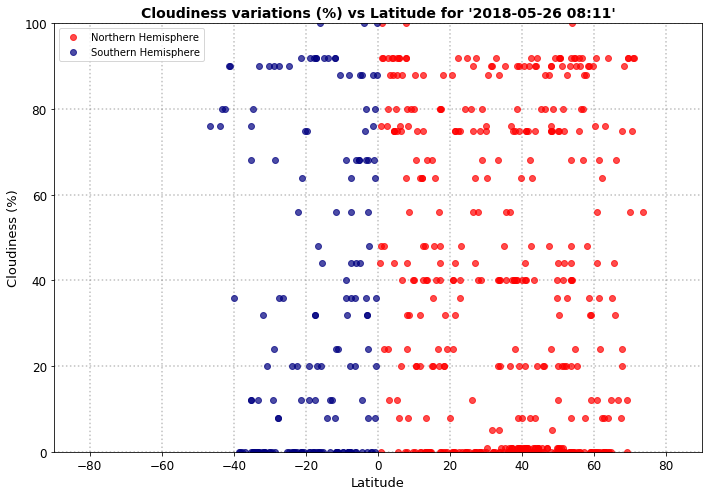 Cloudiness variations (%) vs Latitude for '2018-05-26 08:11'
Northern Hemisphere
Southern Hemisphere
Cloudiness (%)
100
80
60
40
20
0
−80 −60 −40 −20 0 20 40 60 80
Latitude